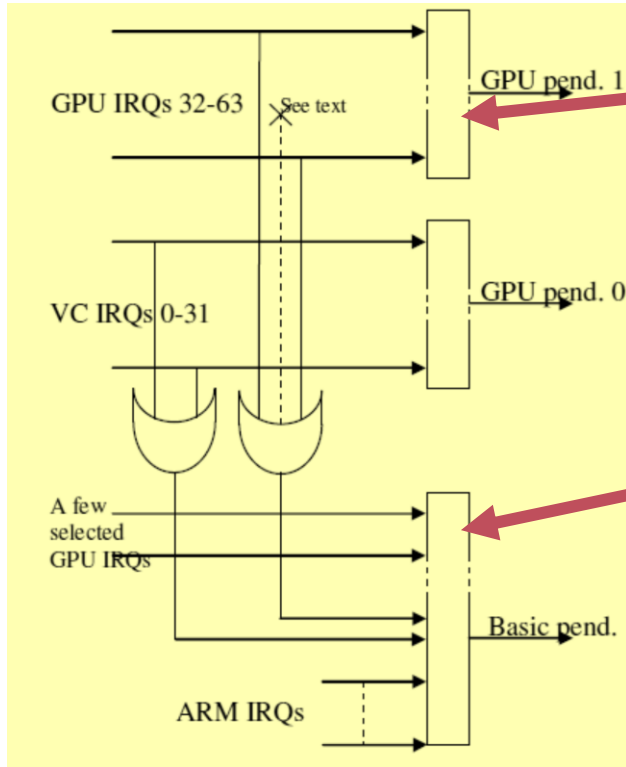 GPU pend. 1
GPU IRQs 32-63
See text
VC IRQs 0-31
GPU pend. 0
A few
selected
GPU IRQs
Basic pend.
ARM IRQs